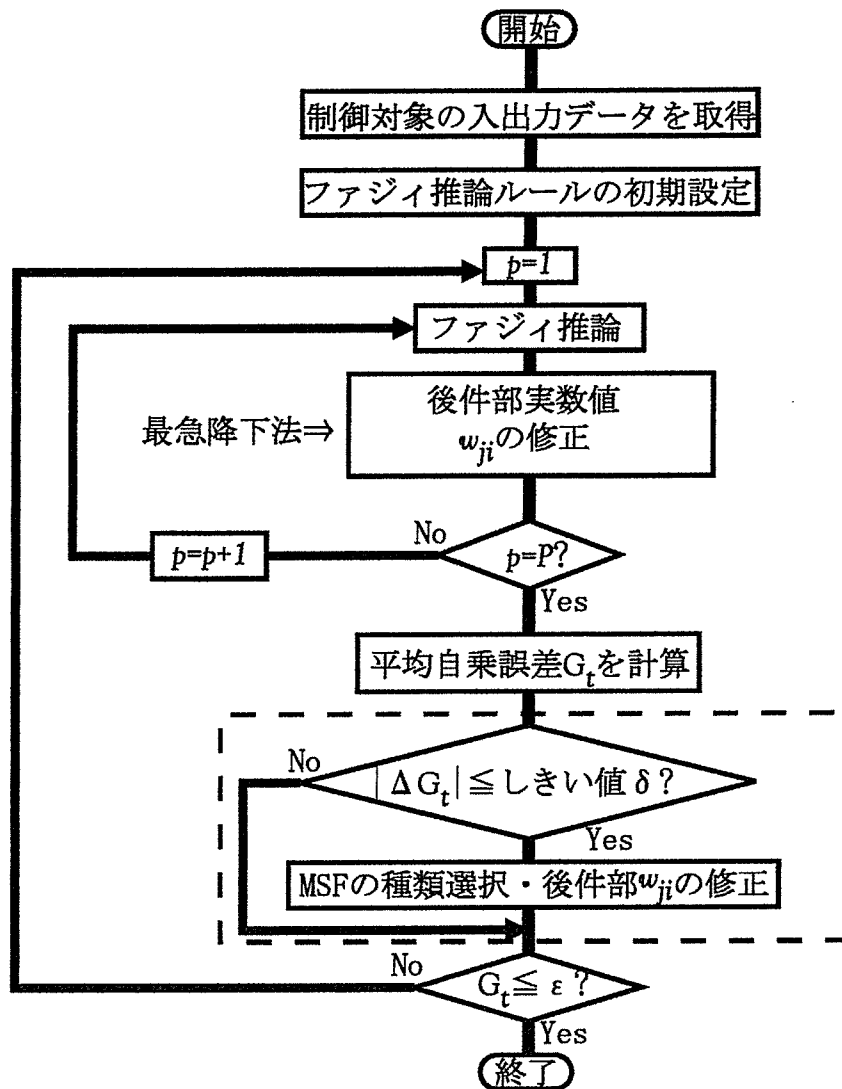 開始
制御対象の入出力データを取得
ファジィ推論ルールの初期設定
p=1
ファジィ推論
最急降下法⇒
後件部実数値
wjiの修正
No
p=p+1
p=P?
Yes
平均自乗誤差Gtを計算
No
|ΔGt|≦しきい値δ?
Yes
MSFの種類選択・後件部wjiの修正
No
Gt≦ε?
Yes
終了